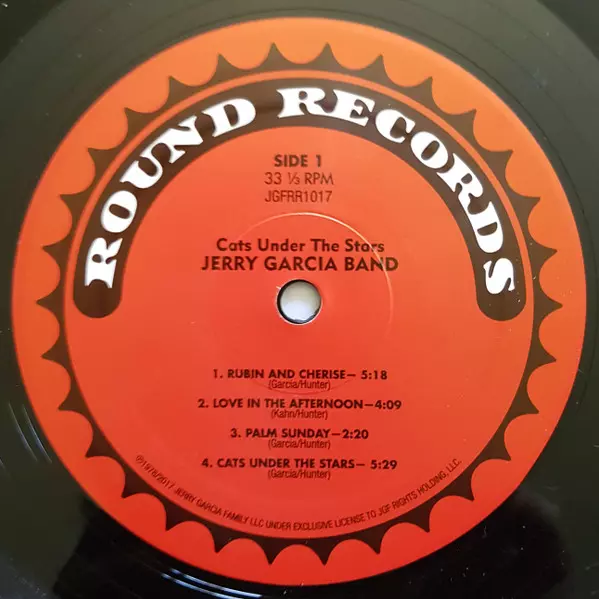 ROUND RECORDS
SIDE 1
33 ⅓ RPM
JGFRR1017
Cats Under The Stars
JERRY GARCIA BAND
1. RUBIN AND CHERISE— 5:18
(Garcia/Hunter)
2. LOVE IN THE AFTERNOON—4:09
(Kahn/Hunter)
3. PALM SUNDAY—2:20
(Garcia/Hunter)
4. CATS UNDER THE STARS— 5:29
(Garcia/Hunter)
℗1978/2017 JERRY GARCIA FAMILY LLC UNDER EXCLUSIVE LICENSE TO JGF RIGHTS HOLDING, LLC.